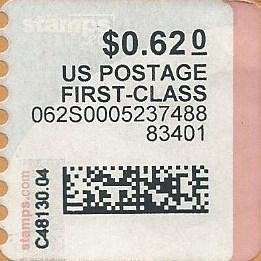 stamps
$0.620
US POSTAGE
FIRST-CLASS
062S0005237488
83401
C48130.04
stamps.com